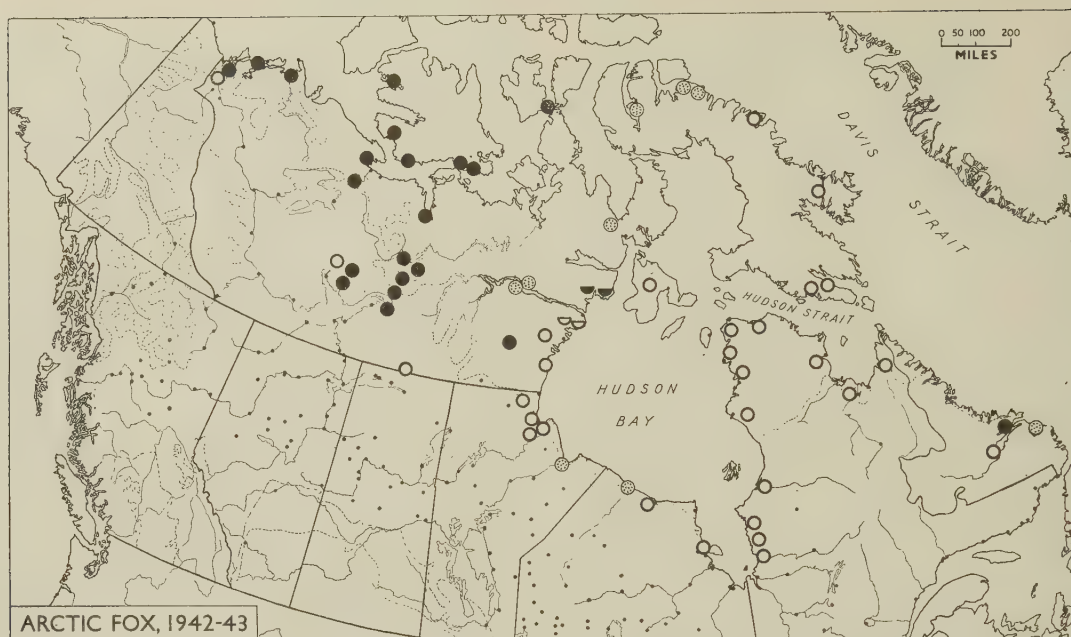 0 50 100 200
MILES
DAVIS
STRAIT
HUDSON STRAIT
HUDSON
BAY
ARCTIC FOX, 1942-43